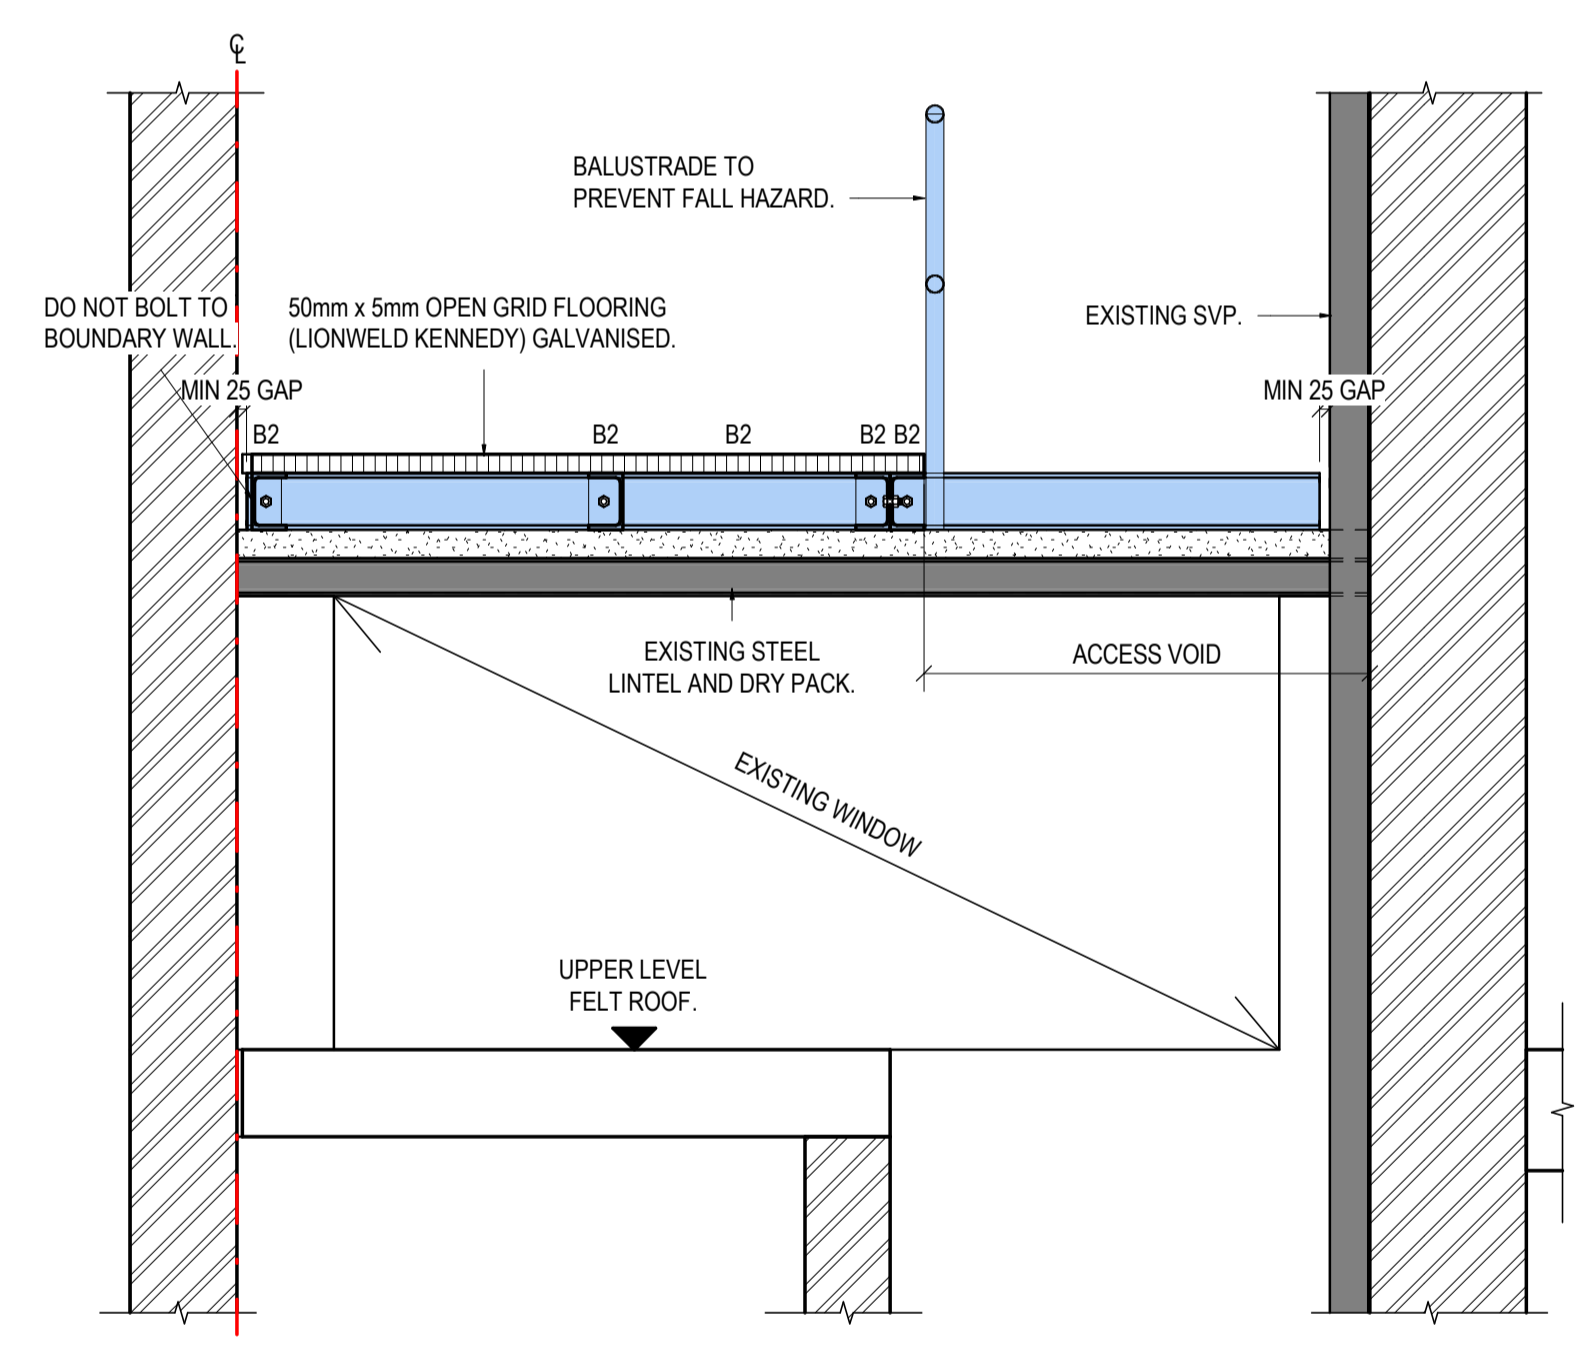 ℄
BALUSTRADE TO
PREVENT FALL HAZARD.
DO NOT BOLT TO
BOUNDARY WALL.
50mm x 5mm OPEN GRID FLOORING
(LIONWELD KENNEDY) GALVANISED.
EXISTING SVP.
MIN 25 GAP
MIN 25 GAP
B2
B2
B2
B2
B2
EXISTING STEEL
LINTEL AND DRY PACK.
ACCESS VOID
EXISTING WINDOW
UPPER LEVEL
FELT ROOF.